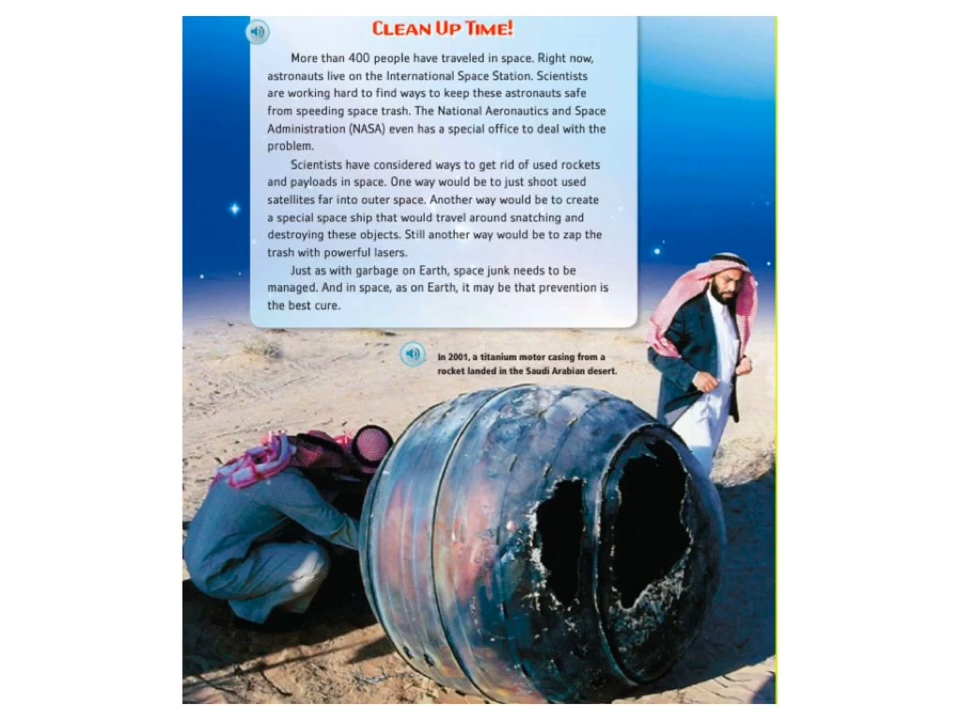 CLEAN UP TIME!
More than 400 people have traveled in space. Right now,
astronauts live on the International Space Station. Scientists
are working hard to find ways to keep these astronauts safe
from speeding space trash. The National Aeronautics and Space
Administration (NASA) even has a special office to deal with the
problem.
Scientists have considered ways to get rid of used rockets
and payloads in space. One way would be to just shoot used
satellites far into outer space. Another way would be to create
a special space ship that would travel around snatching and
destroying these objects. Still another way would be to zap the
trash with powerful lasers.
Just as with garbage on Earth, space junk needs to be
managed. And in space, as on Earth, it may be that prevention is
the best cure.
In 2001, a titanium motor casing from a
rocket landed in the Saudi Arabian desert.